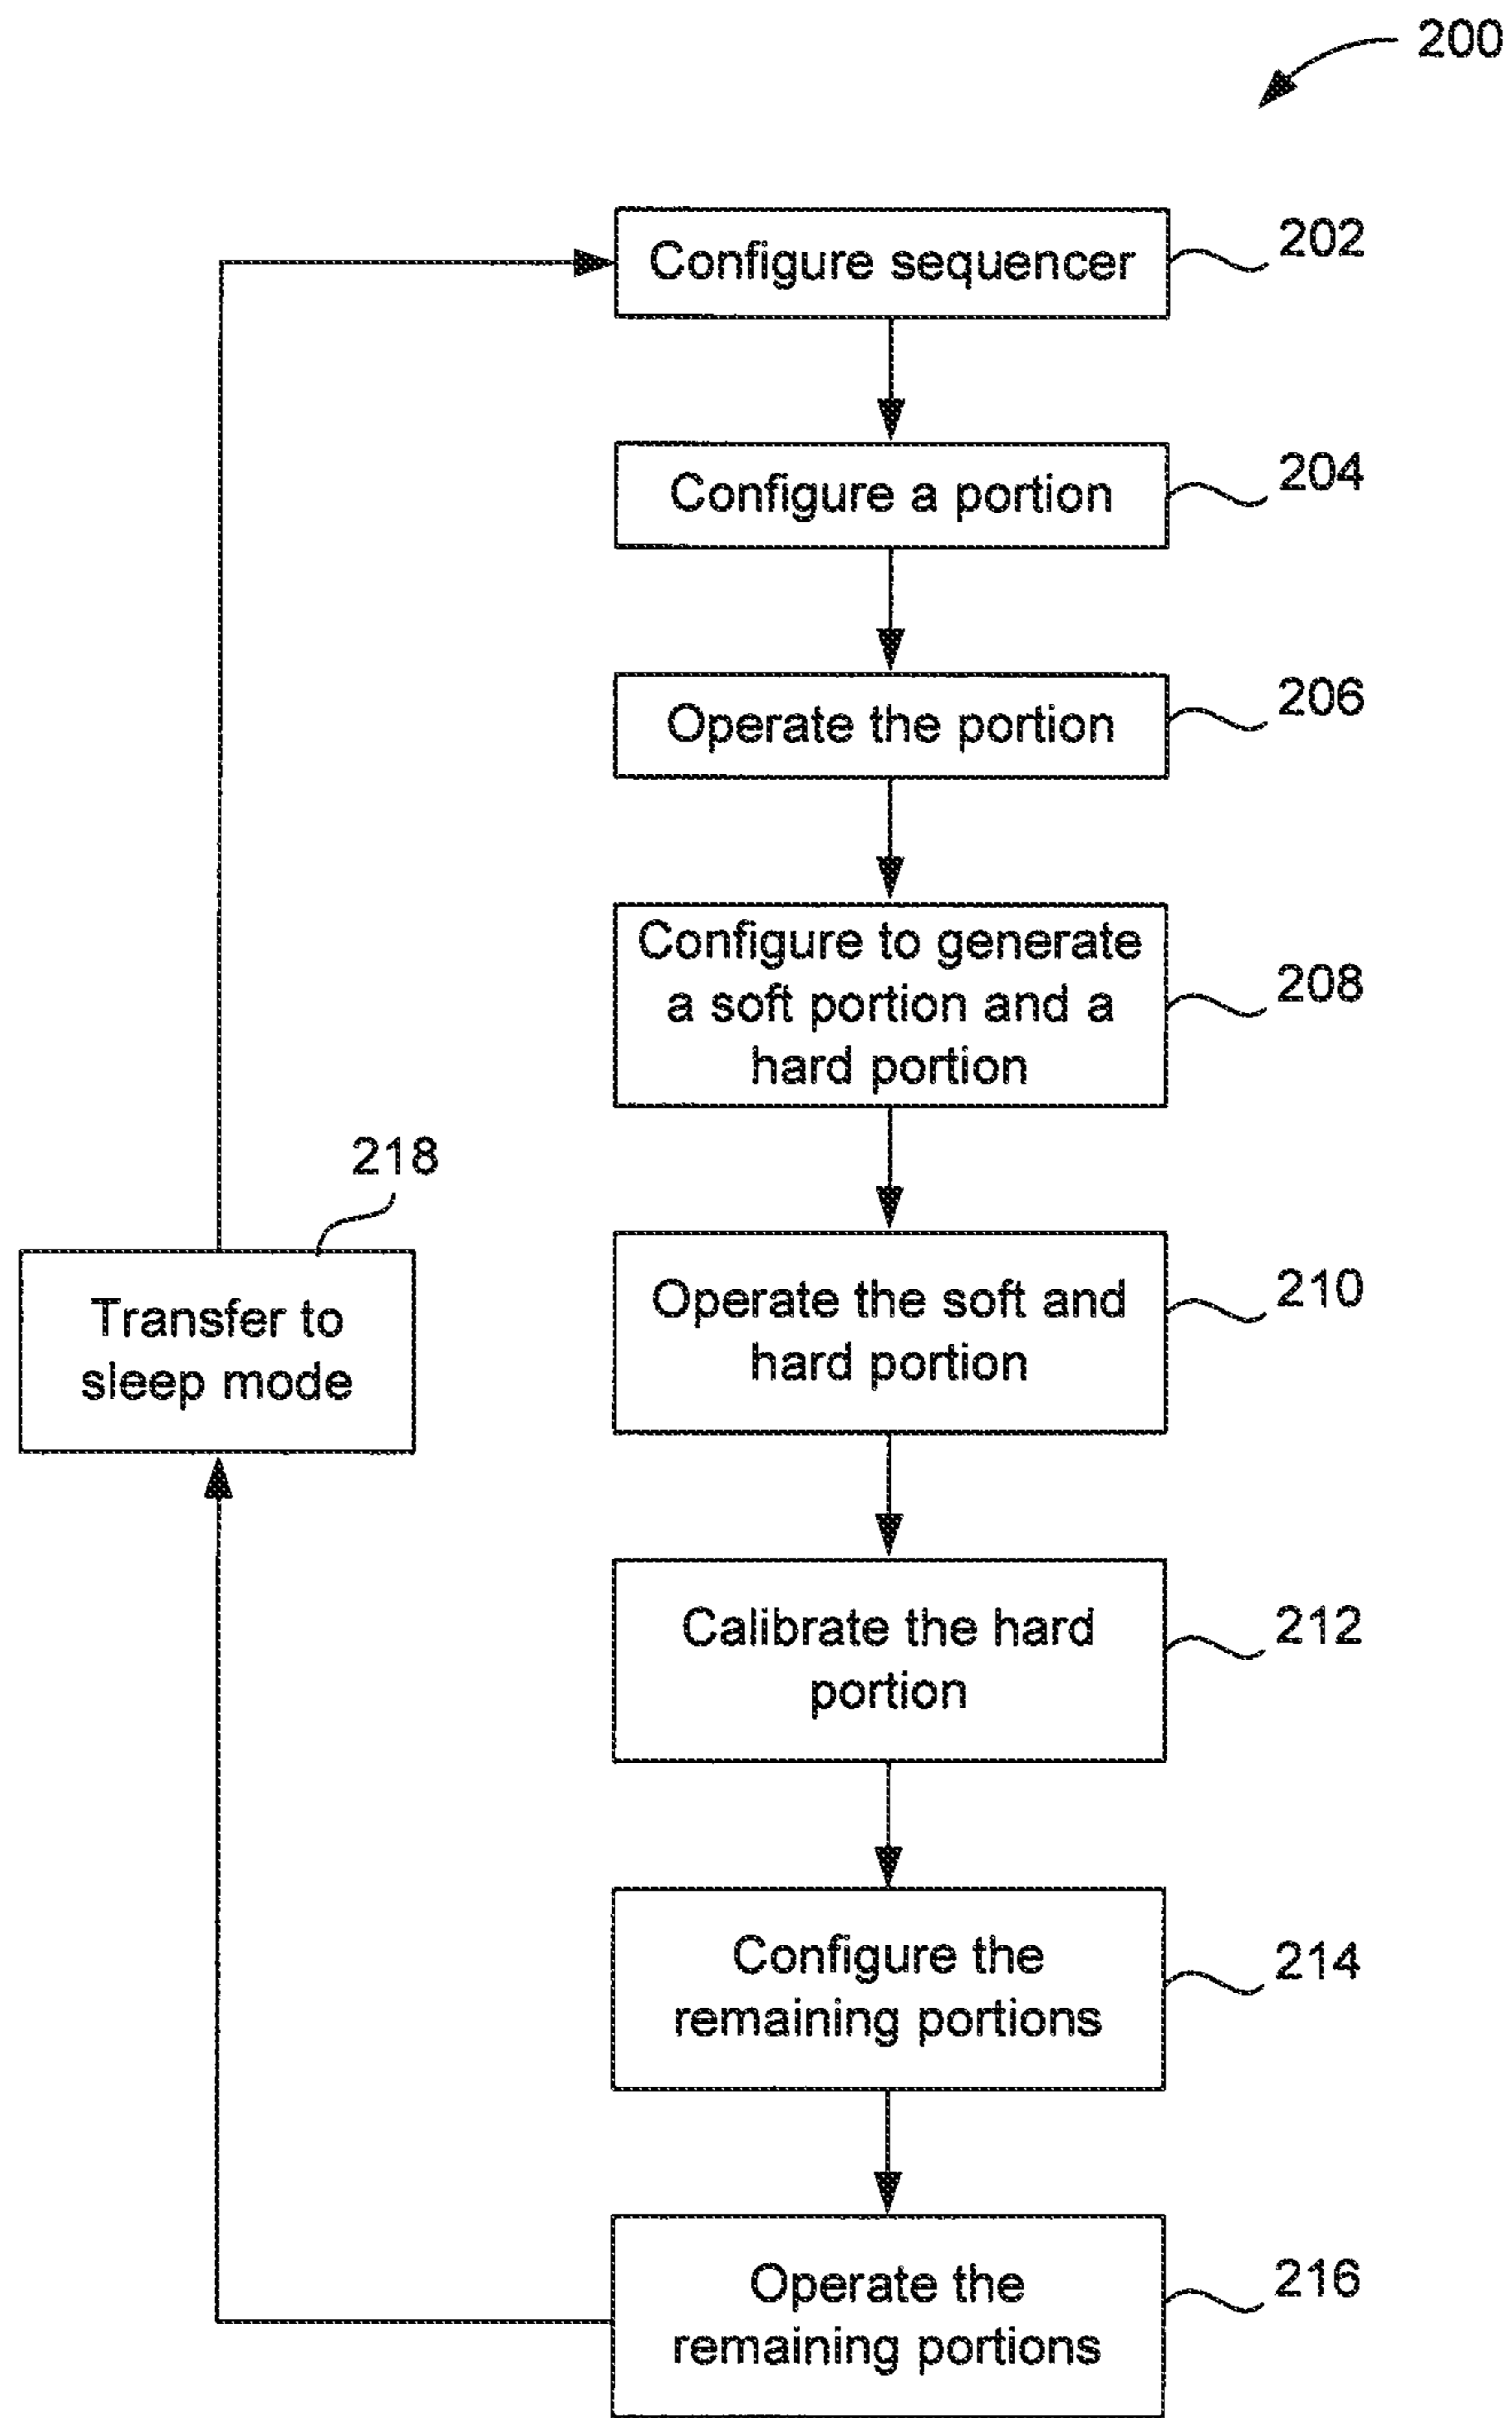 200
Configure sequencer
202
Configure a portion
204
Operate the portion
206
Configure to generate
a soft portion and a
hard portion
208
218
Transfer to
sleep mode
Operate the soft and
hard portion
210
Calibrate the hard
portion
212
Configure the
remaining portions
214
Operate the
remaining portions
216